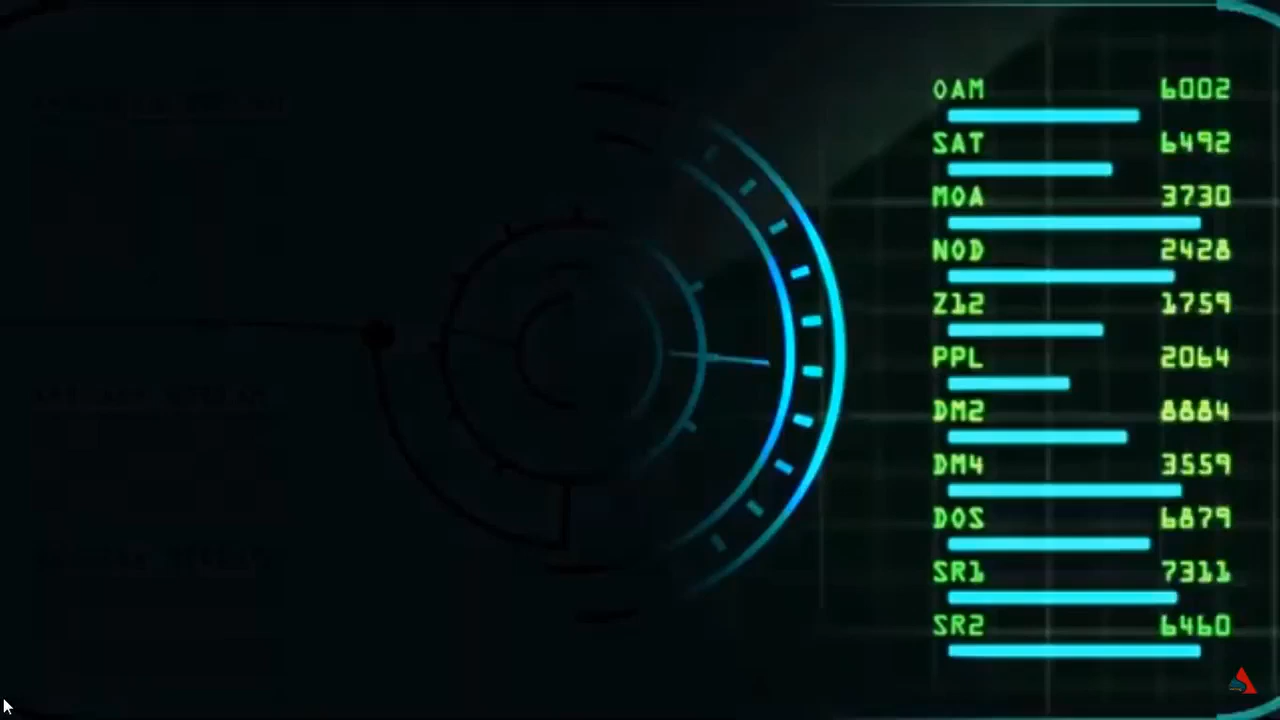 OAM 6002
SAT 6492
MOA 3730
NOD 2428
Z12 1759
PPL 2064
DM2 8884
DM4 3559
DOS 6879
SR1 7311
SR2 6460